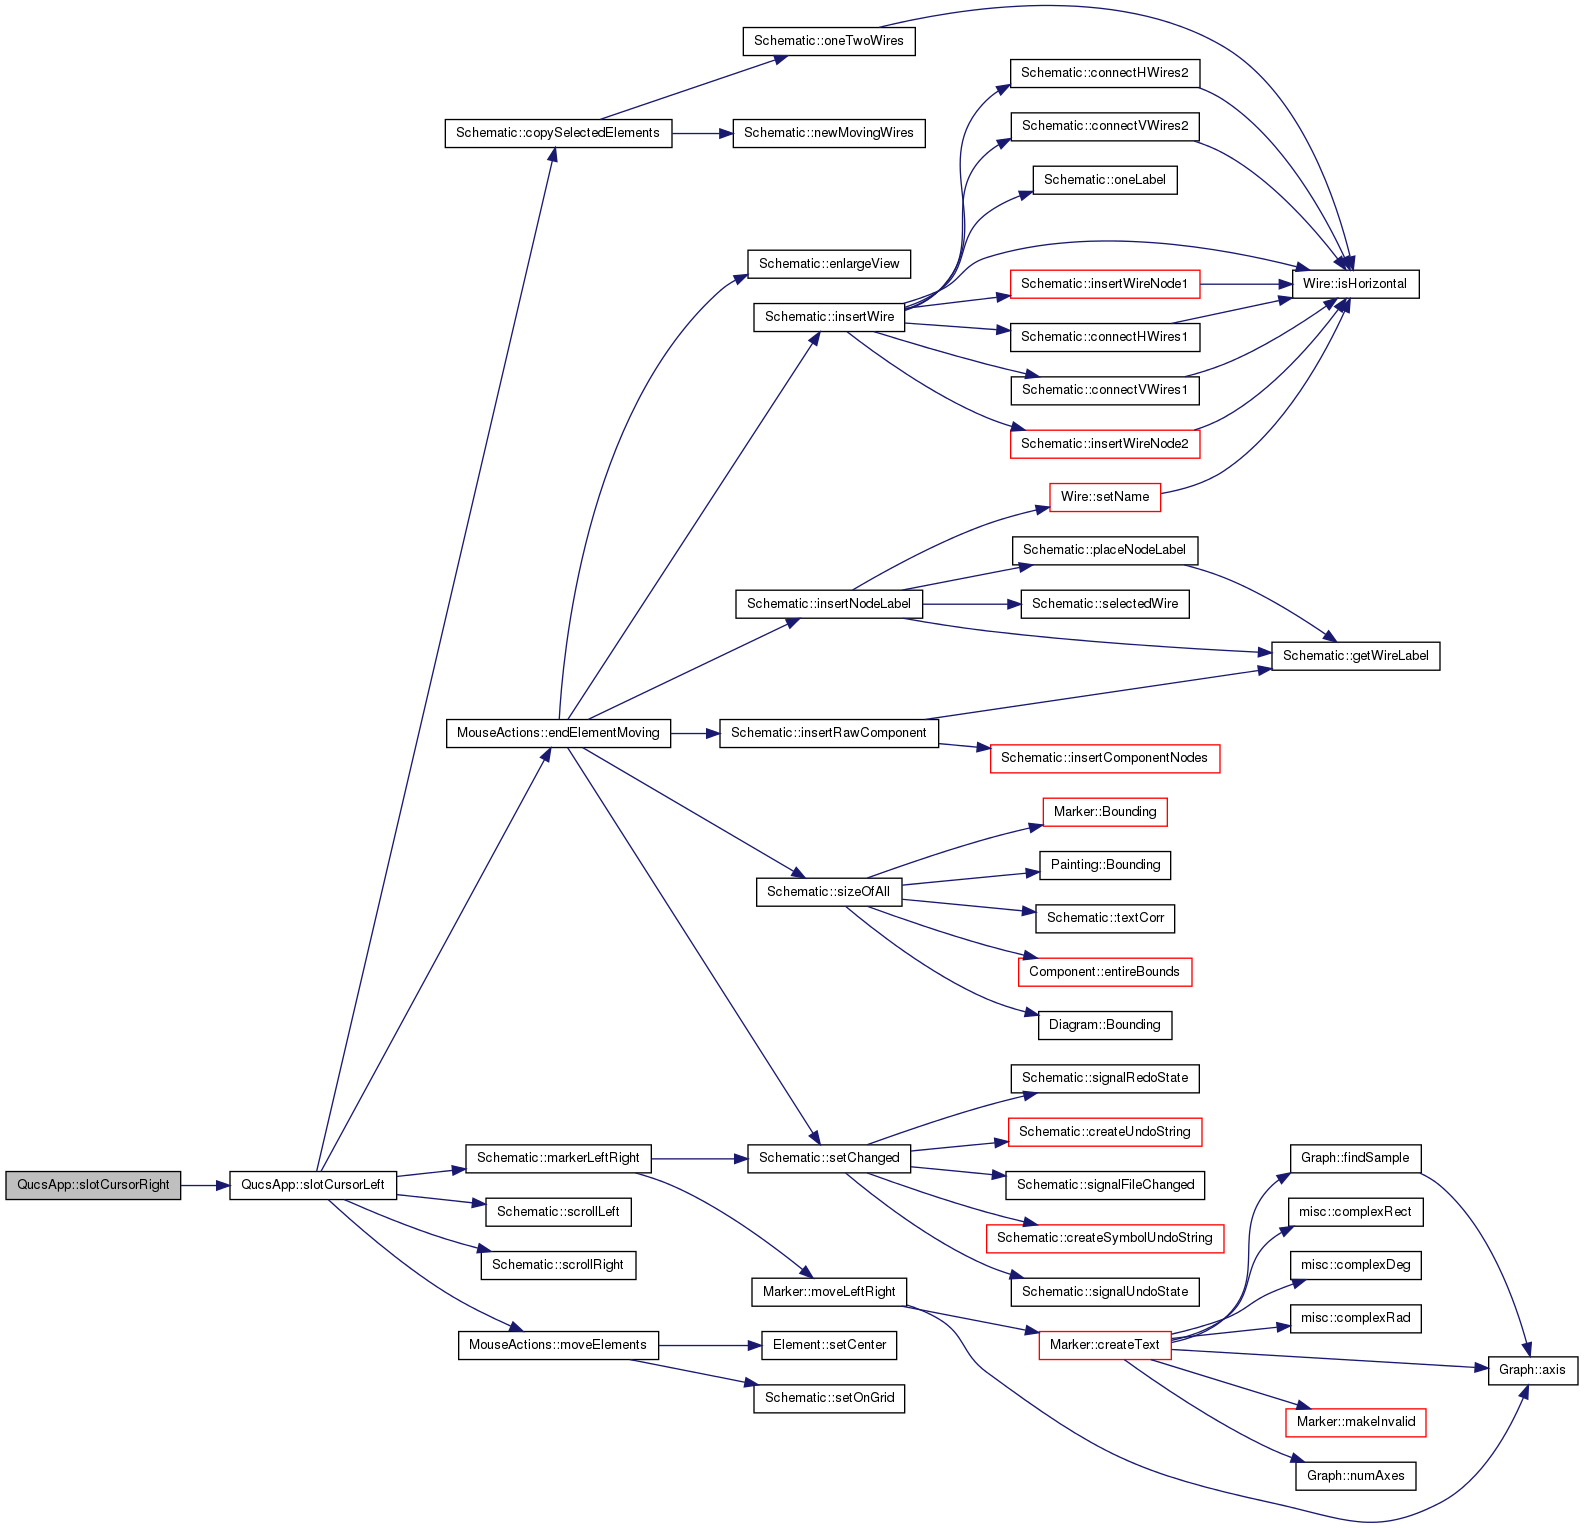 Schematic::oneTwoWires
Schematic::connectHWires2
Schematic::connectVWires2
Schematic::copySelectedElements
Schematic::newMovingWires
Schematic::oneLabel
Schematic::enlargeView
Schematic::insertWireNode1
Wire::isHorizontal
Schematic::insertWire
Schematic::connectHWires1
Schematic::connectVWires1
Schematic::insertWireNode2
Wire::setName
Schematic::placeNodeLabel
Schematic::insertNodeLabel
Schematic::selectedWire
Schematic::getWireLabel
MouseActions::endElementMoving
Schematic::insertRawComponent
Schematic::insertComponentNodes
Marker::Bounding
Painting::Bounding
Schematic::sizeOfAll
Schematic::textCorr
Component::entireBounds
Diagram::Bounding
Schematic::signalRedoState
Schematic::createUndoString
Schematic::markerLeftRight
Schematic::setChanged
Graph::findSample
QucsApp::slotCursorRight
QucsApp::slotCursorLeft
Schematic::signalFileChanged
Schematic::scrollLeft
misc::complexRect
Schematic::createSymbolUndoString
Schematic::scrollRight
misc::complexDeg
Marker::moveLeftRight
Schematic::signalUndoState
misc::complexRad
MouseActions::moveElements
Element::setCenter
Marker::createText
Graph::axis
Schematic::setOnGrid
Marker::makeInvalid
Graph::numAxes